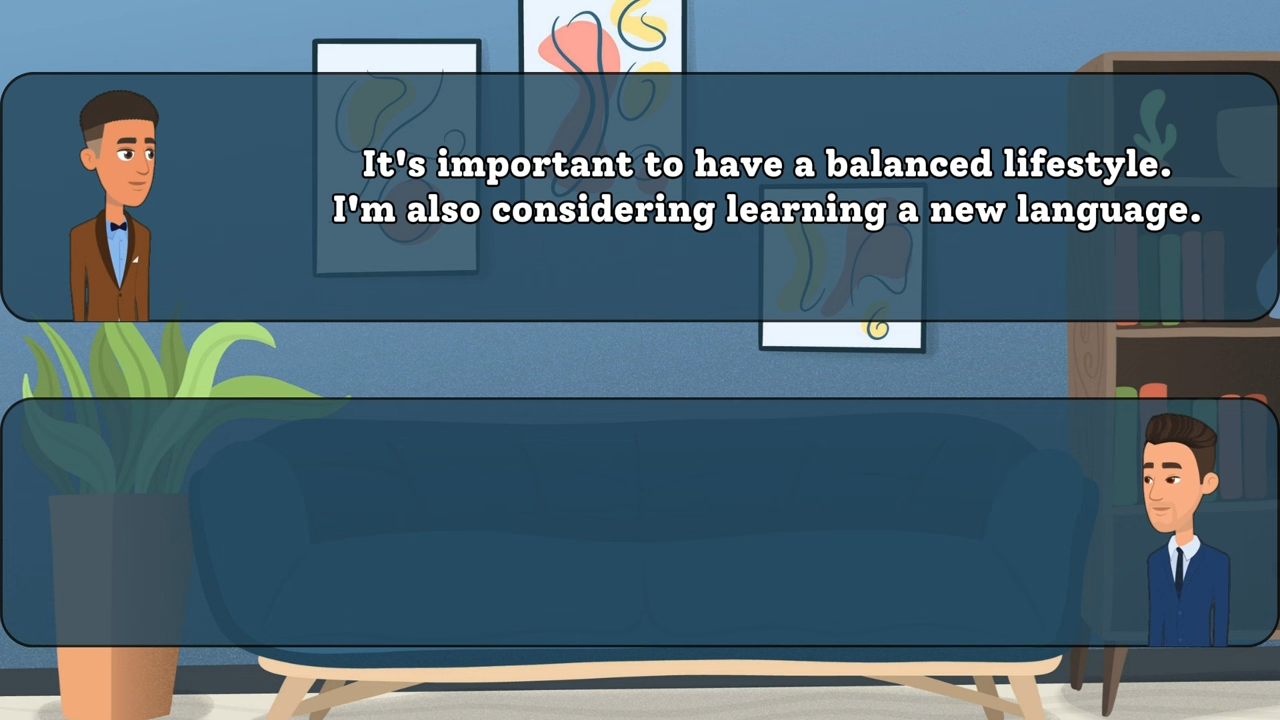 It's important to have a balanced lifestyle.
I'm also considering learning a new language.